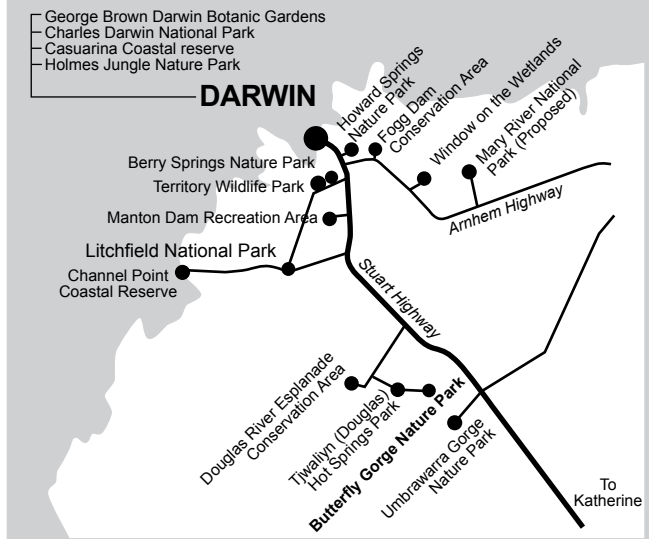 George Brown Darwin Botanic Gardens
Charles Darwin National Park
Casuarina Coastal reserve
Holmes Jungle Nature Park
DARWIN
Howard Springs
Nature Park
Fogg Dam
Conservation Area
Window on the Wetlands
Mary River National
Park (Proposed)
Berry Springs Nature Park
Territory Wildlife Park
Arnhem Highway
Manton Dam Recreation Area
Litchfield National Park
Channel Point
Coastal Reserve
Stuart Highway
Douglas River Esplanade
Conservation Area
Tjwaliyn (Douglas)
Hot Springs Park
Butterfly Gorge Nature Park
Umbrawarra Gorge
Nature Park
To
Katherine